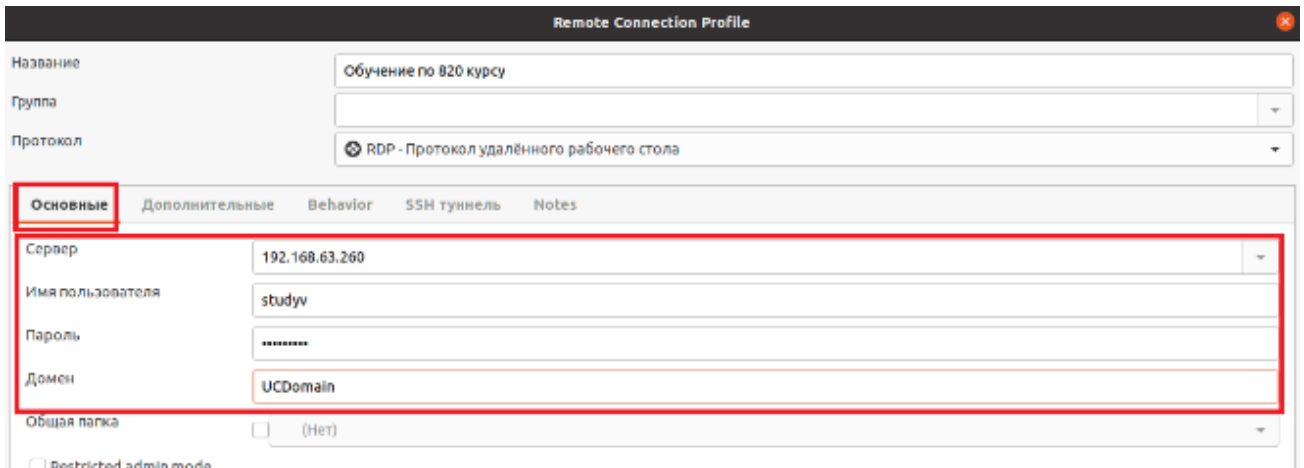 Remote Connection Profile
Название
Обучение по 820 курсу
Группа
Протокол
RDP - Протокол удалённого рабочего стола
Основные Дополнительные Behavior SSH туннель Notes
Сервер
192.168.63.260
Имя пользователя
studyv
Пароль
•••••••••
Домен
UCDomain
Общая папка
(Нет)
Restricted admin mode